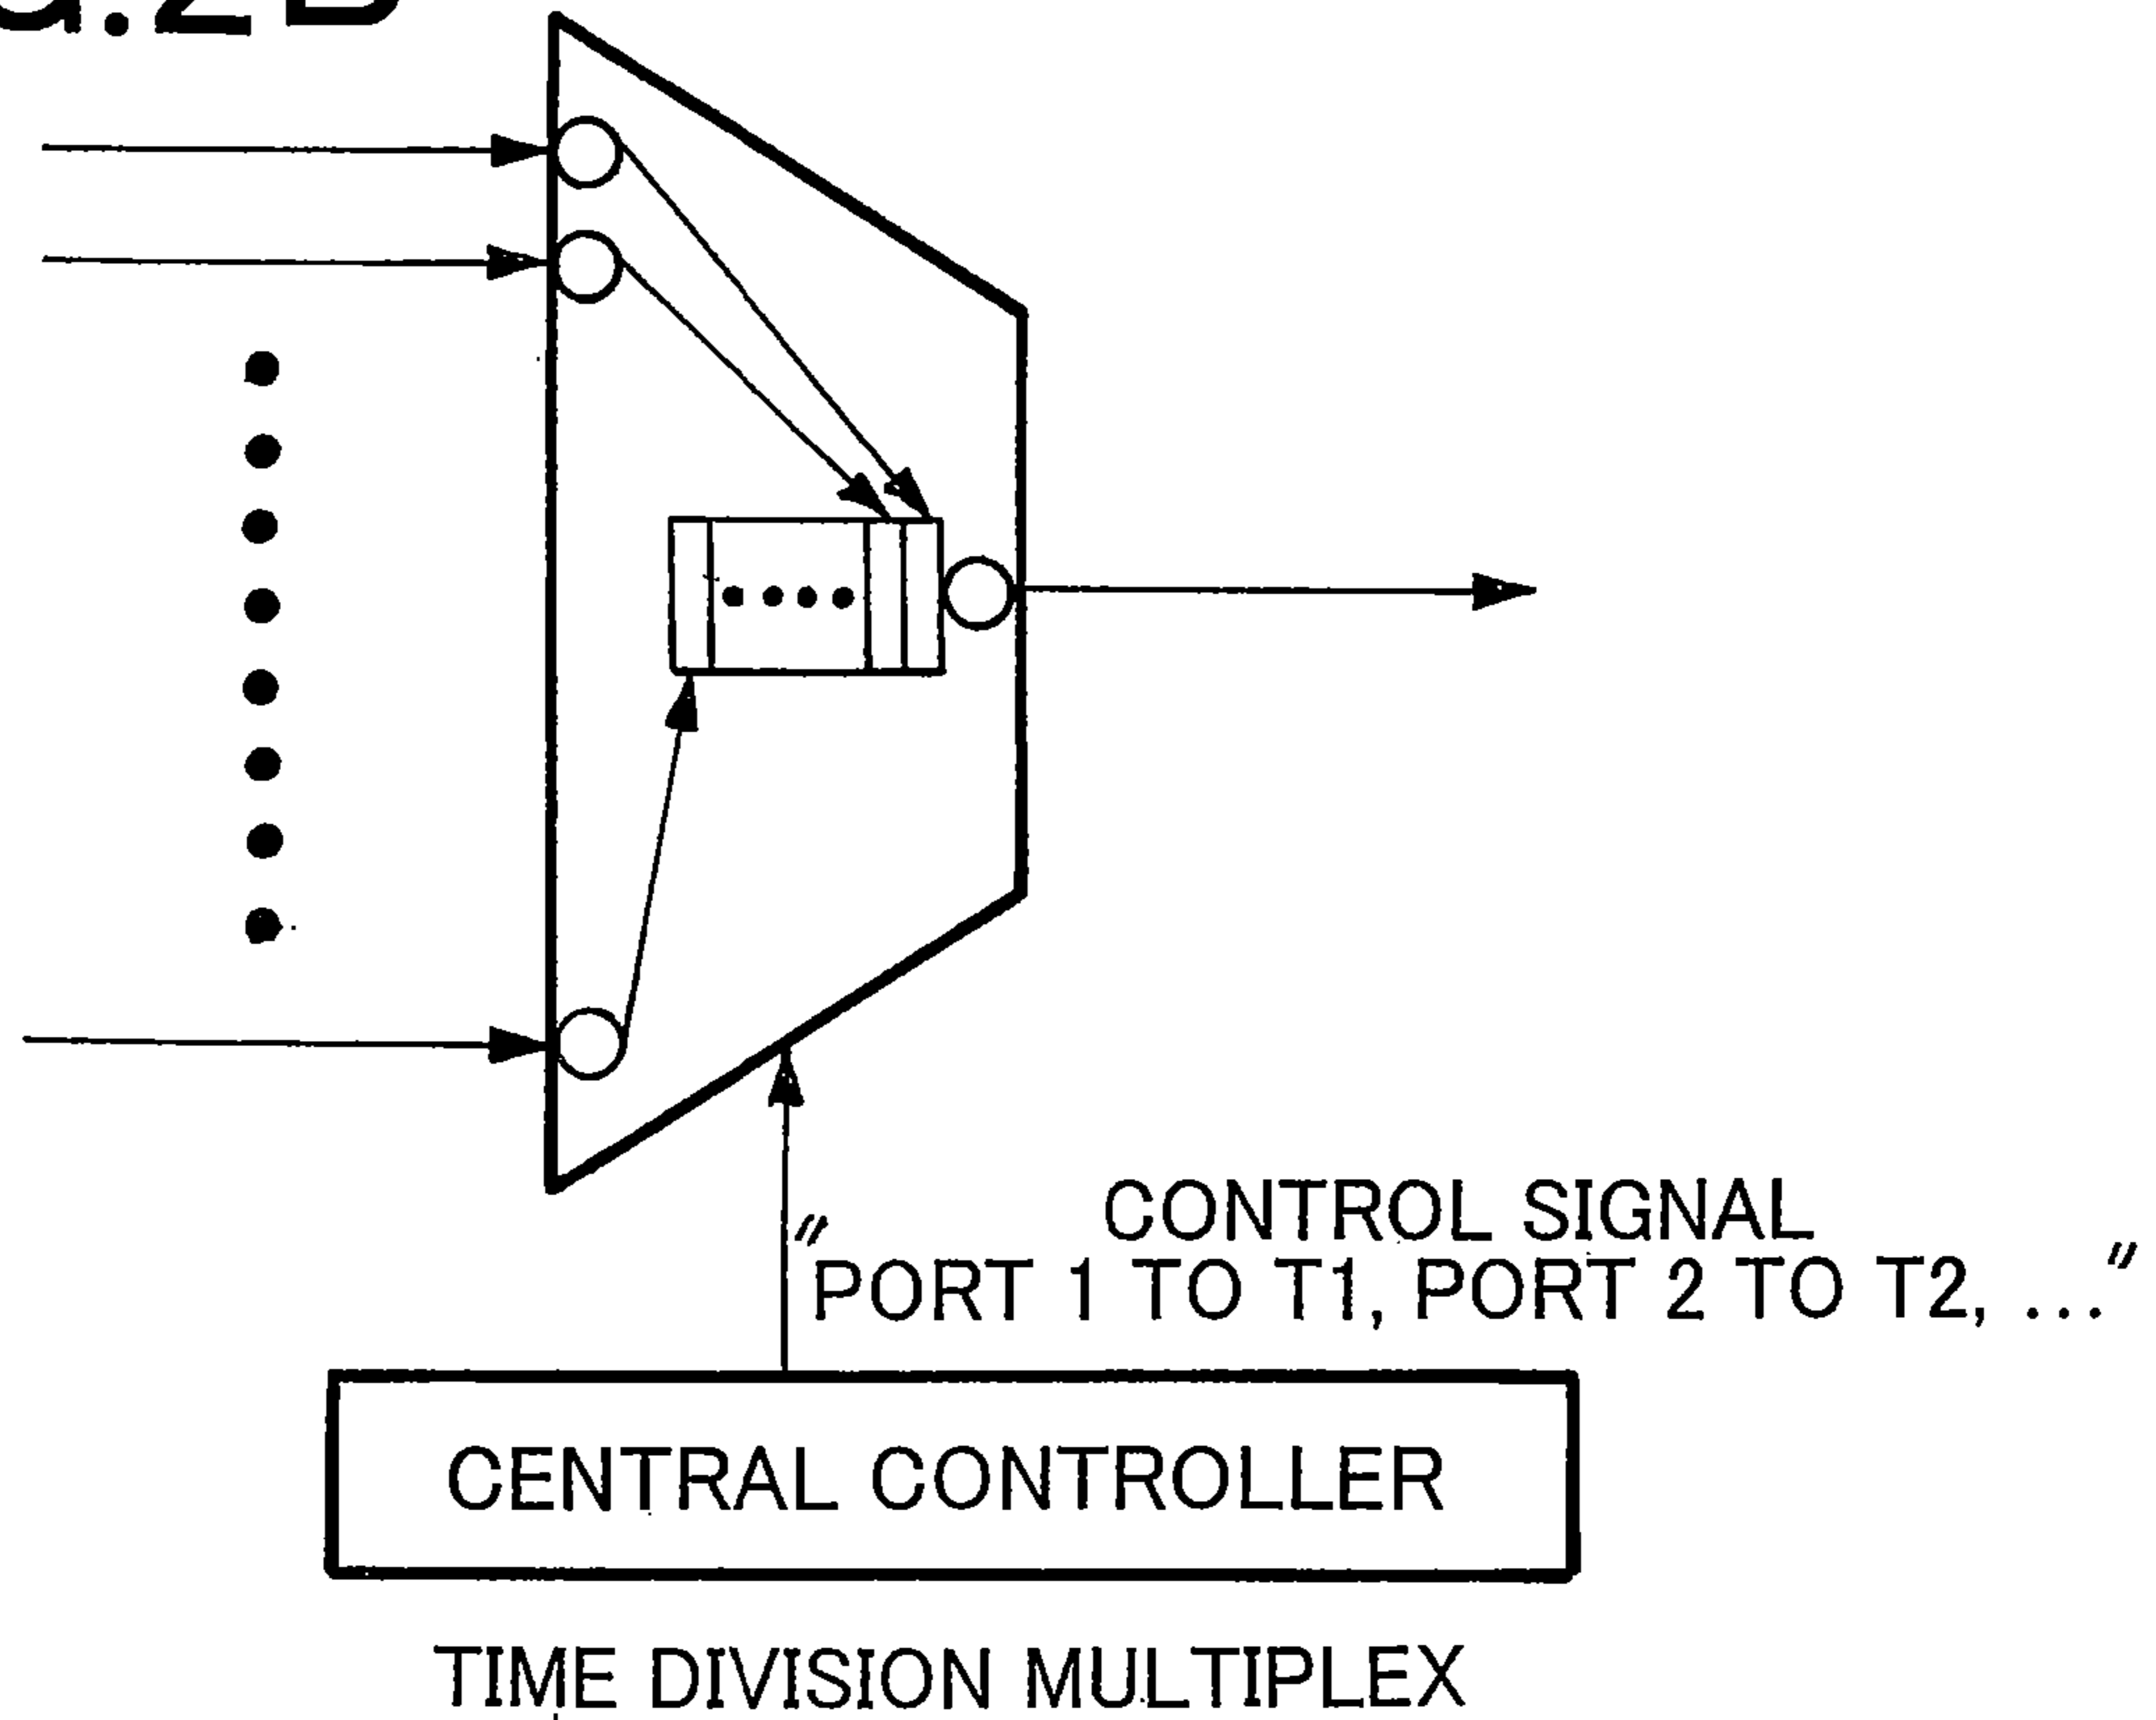 CONTROL SIGNAL
"PORT 1 TO T1, PORT 2 TO T2, ..."
CENTRAL CONTROLLER
TIME DIVISION MULTIPLEX